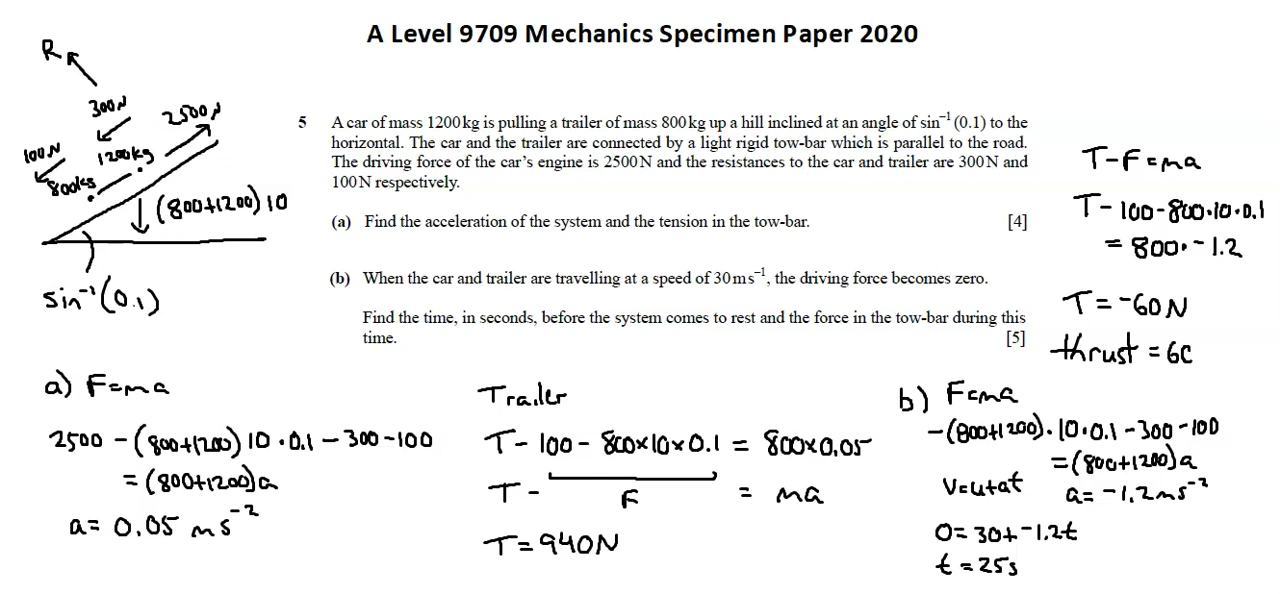 A Level 9709 Mechanics Specimen Paper 2020
R
300N
2500N
100N
1200kg
800kg
(800+1200)10
sin⁻¹(0.1)
5 A car of mass 1200 kg is pulling a trailer of mass 800 kg up a hill inclined at an angle of sin⁻¹ (0.1) to the
horizontal. The car and the trailer are connected by a light rigid tow-bar which is parallel to the road.
The driving force of the car's engine is 2500 N and the resistances to the car and trailer are 300 N and
100 N respectively.
(a) Find the acceleration of the system and the tension in the tow-bar. [4]
(b) When the car and trailer are travelling at a speed of 30 m s⁻¹, the driving force becomes zero.
Find the time, in seconds, before the system comes to rest and the force in the tow-bar during this
time. [5]
a) F=ma
2500 - (800+1200)10·0.1 - 300 - 100
= (800+1200)a
a = 0.05 ms⁻²
Trailer
T - 100 - 800×10×0.1 = 800×0.05
T - F = ma
T = 940N
b) F=ma
-(800+1200)·10·0.1 - 300 - 100
= (800+1200)a
a = -1.2ms⁻²
V=u+at
0 = 30+ -1.2t
t = 25s
T - F = ma
T - 100 - 800·10·0.1
= 800·-1.2
T = -60N
thrust = 60